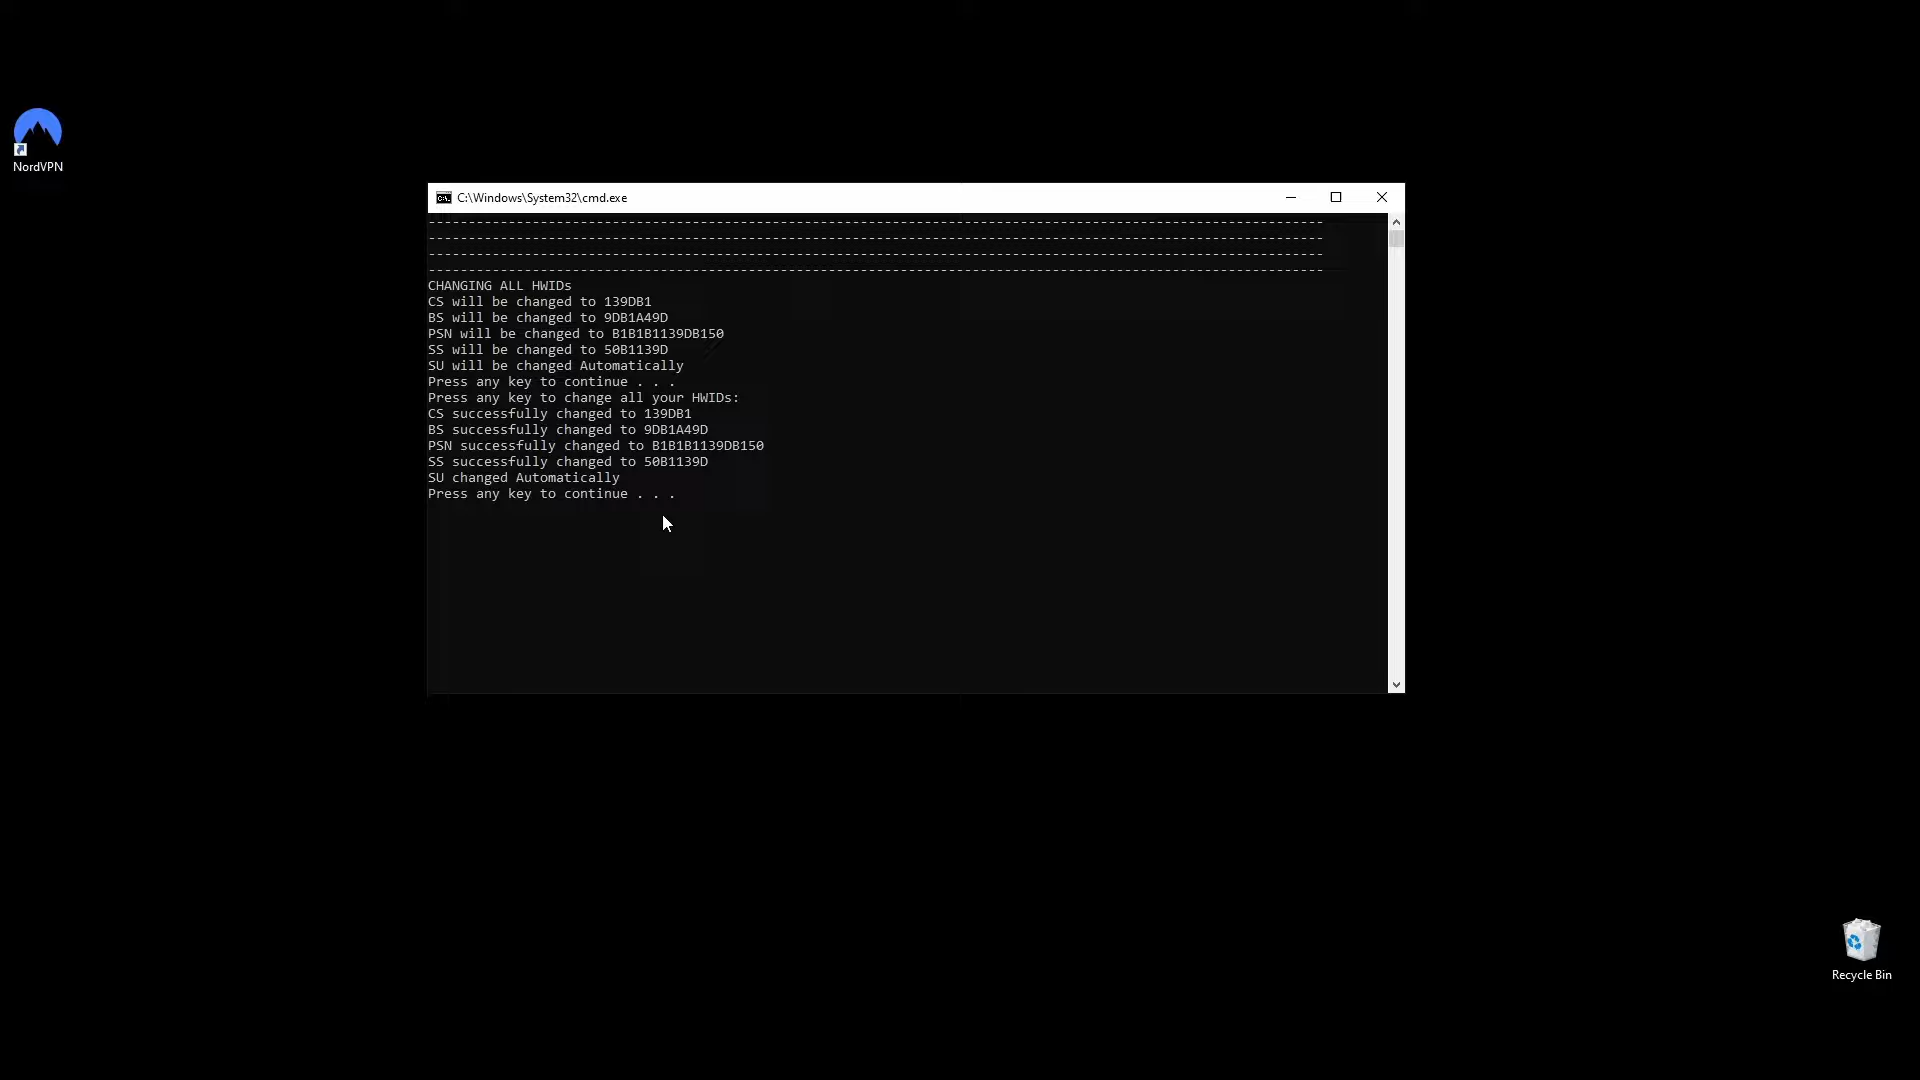 NordVPN
C:\Windows\System32\cmd.exe
----------------------------------------------------------------------------------------------------------------
----------------------------------------------------------------------------------------------------------------
----------------------------------------------------------------------------------------------------------------
----------------------------------------------------------------------------------------------------------------
CHANGING ALL HWIDs
CS will be changed to 139DB1
BS will be changed to 9DB1A49D
PSN will be changed to B1B1B1139DB150
SS will be changed to 50B1139D
SU will be changed Automatically
Press any key to continue . . .
Press any key to change all your HWIDs:
CS successfully changed to 139DB1
BS successfully changed to 9DB1A49D
PSN successfully changed to B1B1B1139DB150
SS successfully changed to 50B1139D
SU changed Automatically
Press any key to continue . . .
Recycle Bin